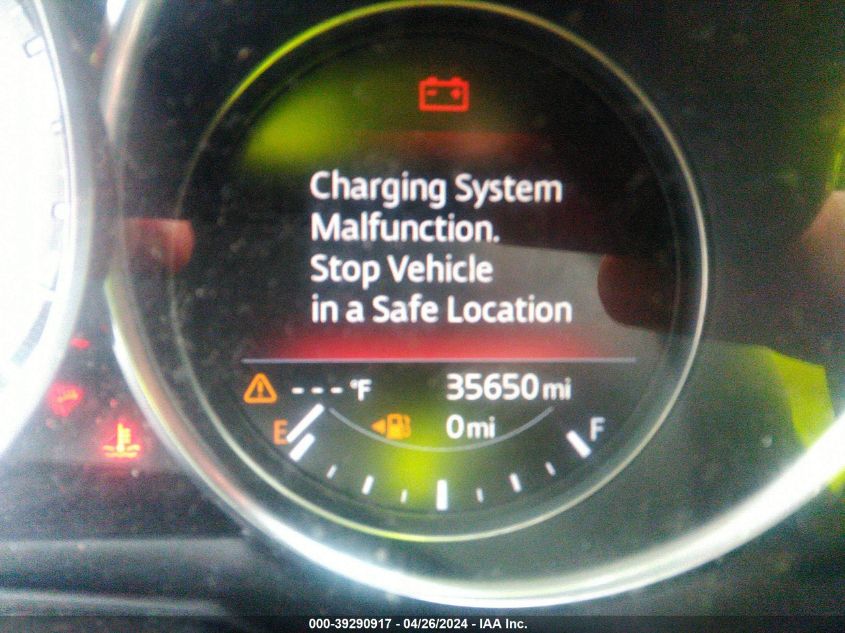 Charging System
Malfunction.
Stop Vehicle
in a Safe Location
- - - °F 35650 mi
E 0 mi F
000-39290917 - 04/26/2024 - IAA Inc.